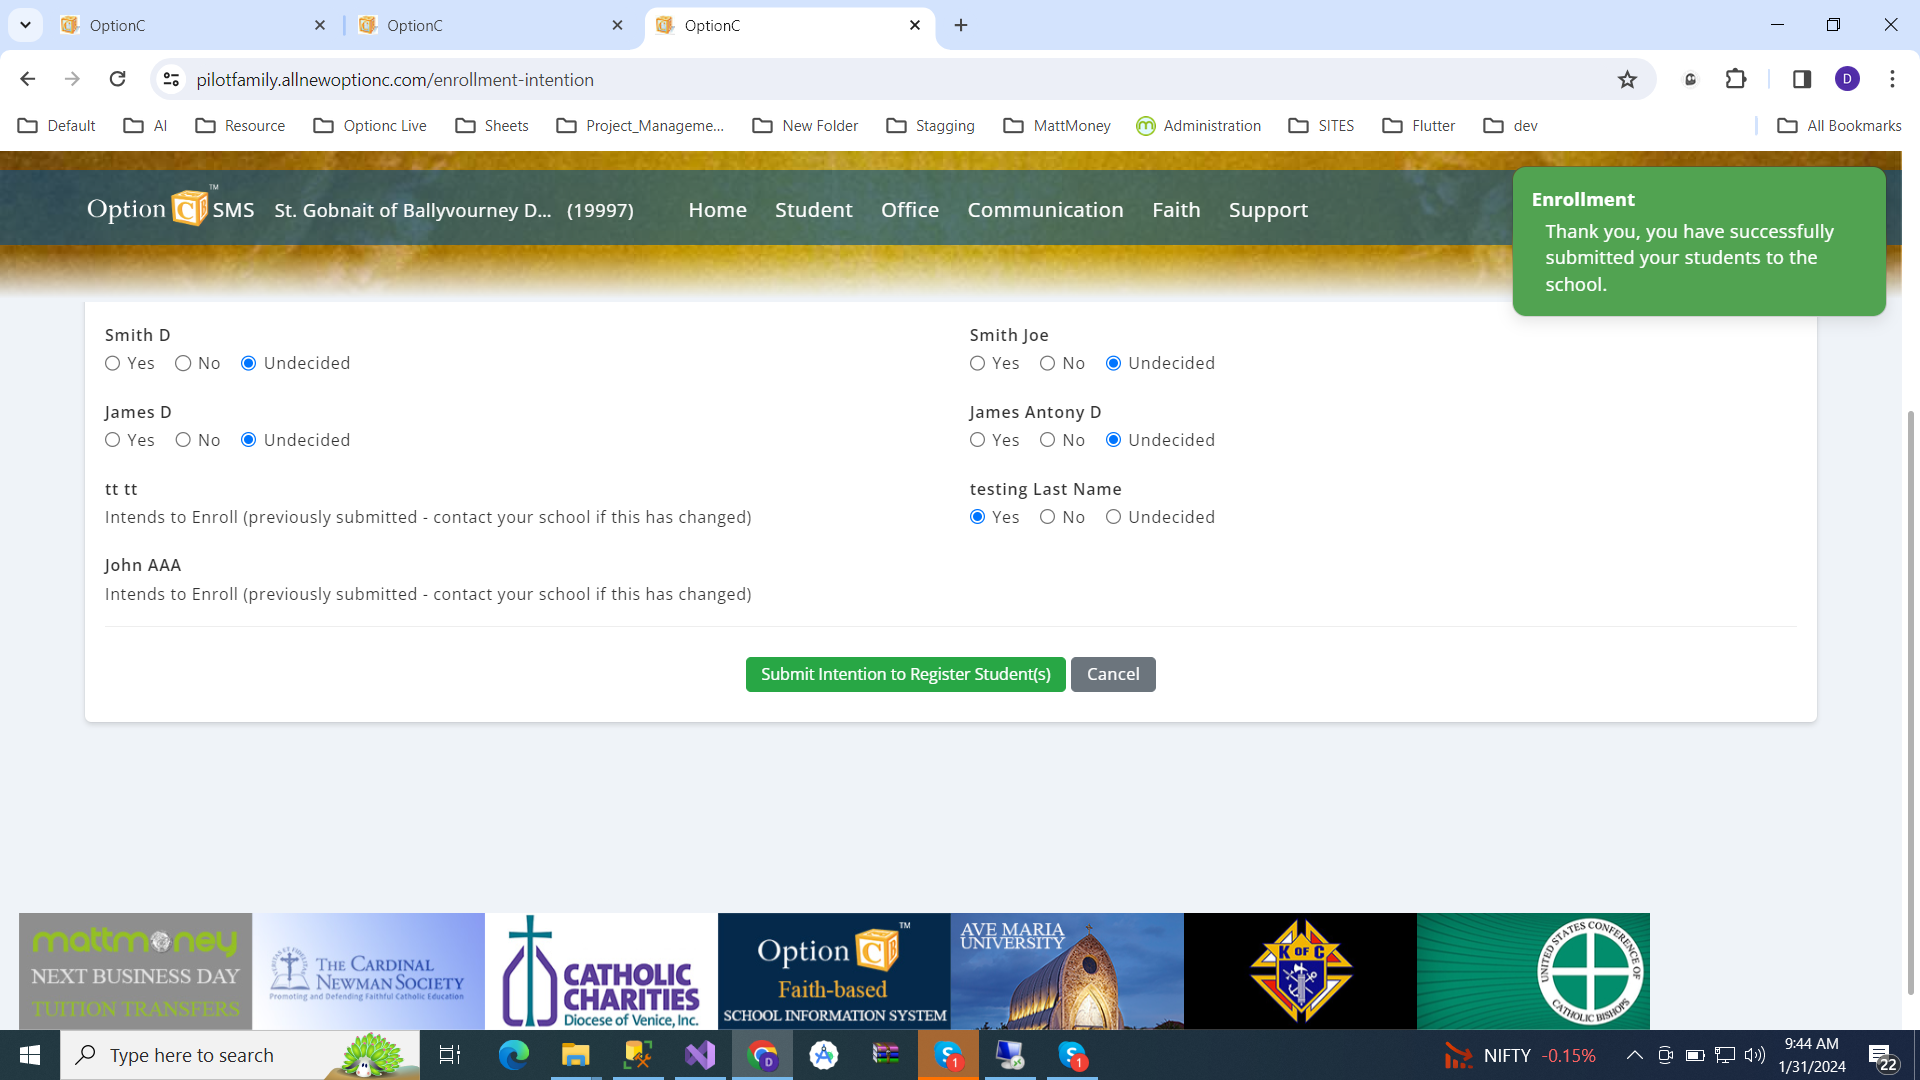 OptionC
OptionC
OptionC
pilotfamily.allnewoptionc.com/enrollment-intention
D
Default
AI
Resource
Optionc Live
Sheets
Project_Manageme...
New Folder
Stagging
MattMoney
Administration
SITES
Flutter
dev
All Bookmarks
Option C™ SMS
St. Gobnait of Ballyvourney D... (19997)
Home
Student
Office
Communication
Faith
Support
Enrollment
Thank you, you have successfully
submitted your students to the
school.
Smith D
Yes No Undecided
Smith Joe
Yes No Undecided
James D
Yes No Undecided
James Antony D
Yes No Undecided
tt tt
Intends to Enroll (previously submitted - contact your school if this has changed)
testing Last Name
Yes No Undecided
John AAA
Intends to Enroll (previously submitted - contact your school if this has changed)
Submit Intention to Register Student(s)
Cancel
mattmoney
NEXT BUSINESS DAY
TUITION TRANSFERS
THE CARDINAL
NEWMAN SOCIETY
Promoting and Defending Faithful Catholic Education
CATHOLIC
CHARITIES
Diocese of Venice, Inc.
Option C™
Faith-based
SCHOOL INFORMATION SYSTEM
AVE MARIA
UNIVERSITY
K OF C
UNITED STATES CONFERENCE OF
CATHOLIC BISHOPS
Type here to search
D
1
1
NIFTY -0.15%
9:44 AM
1/31/2024
22